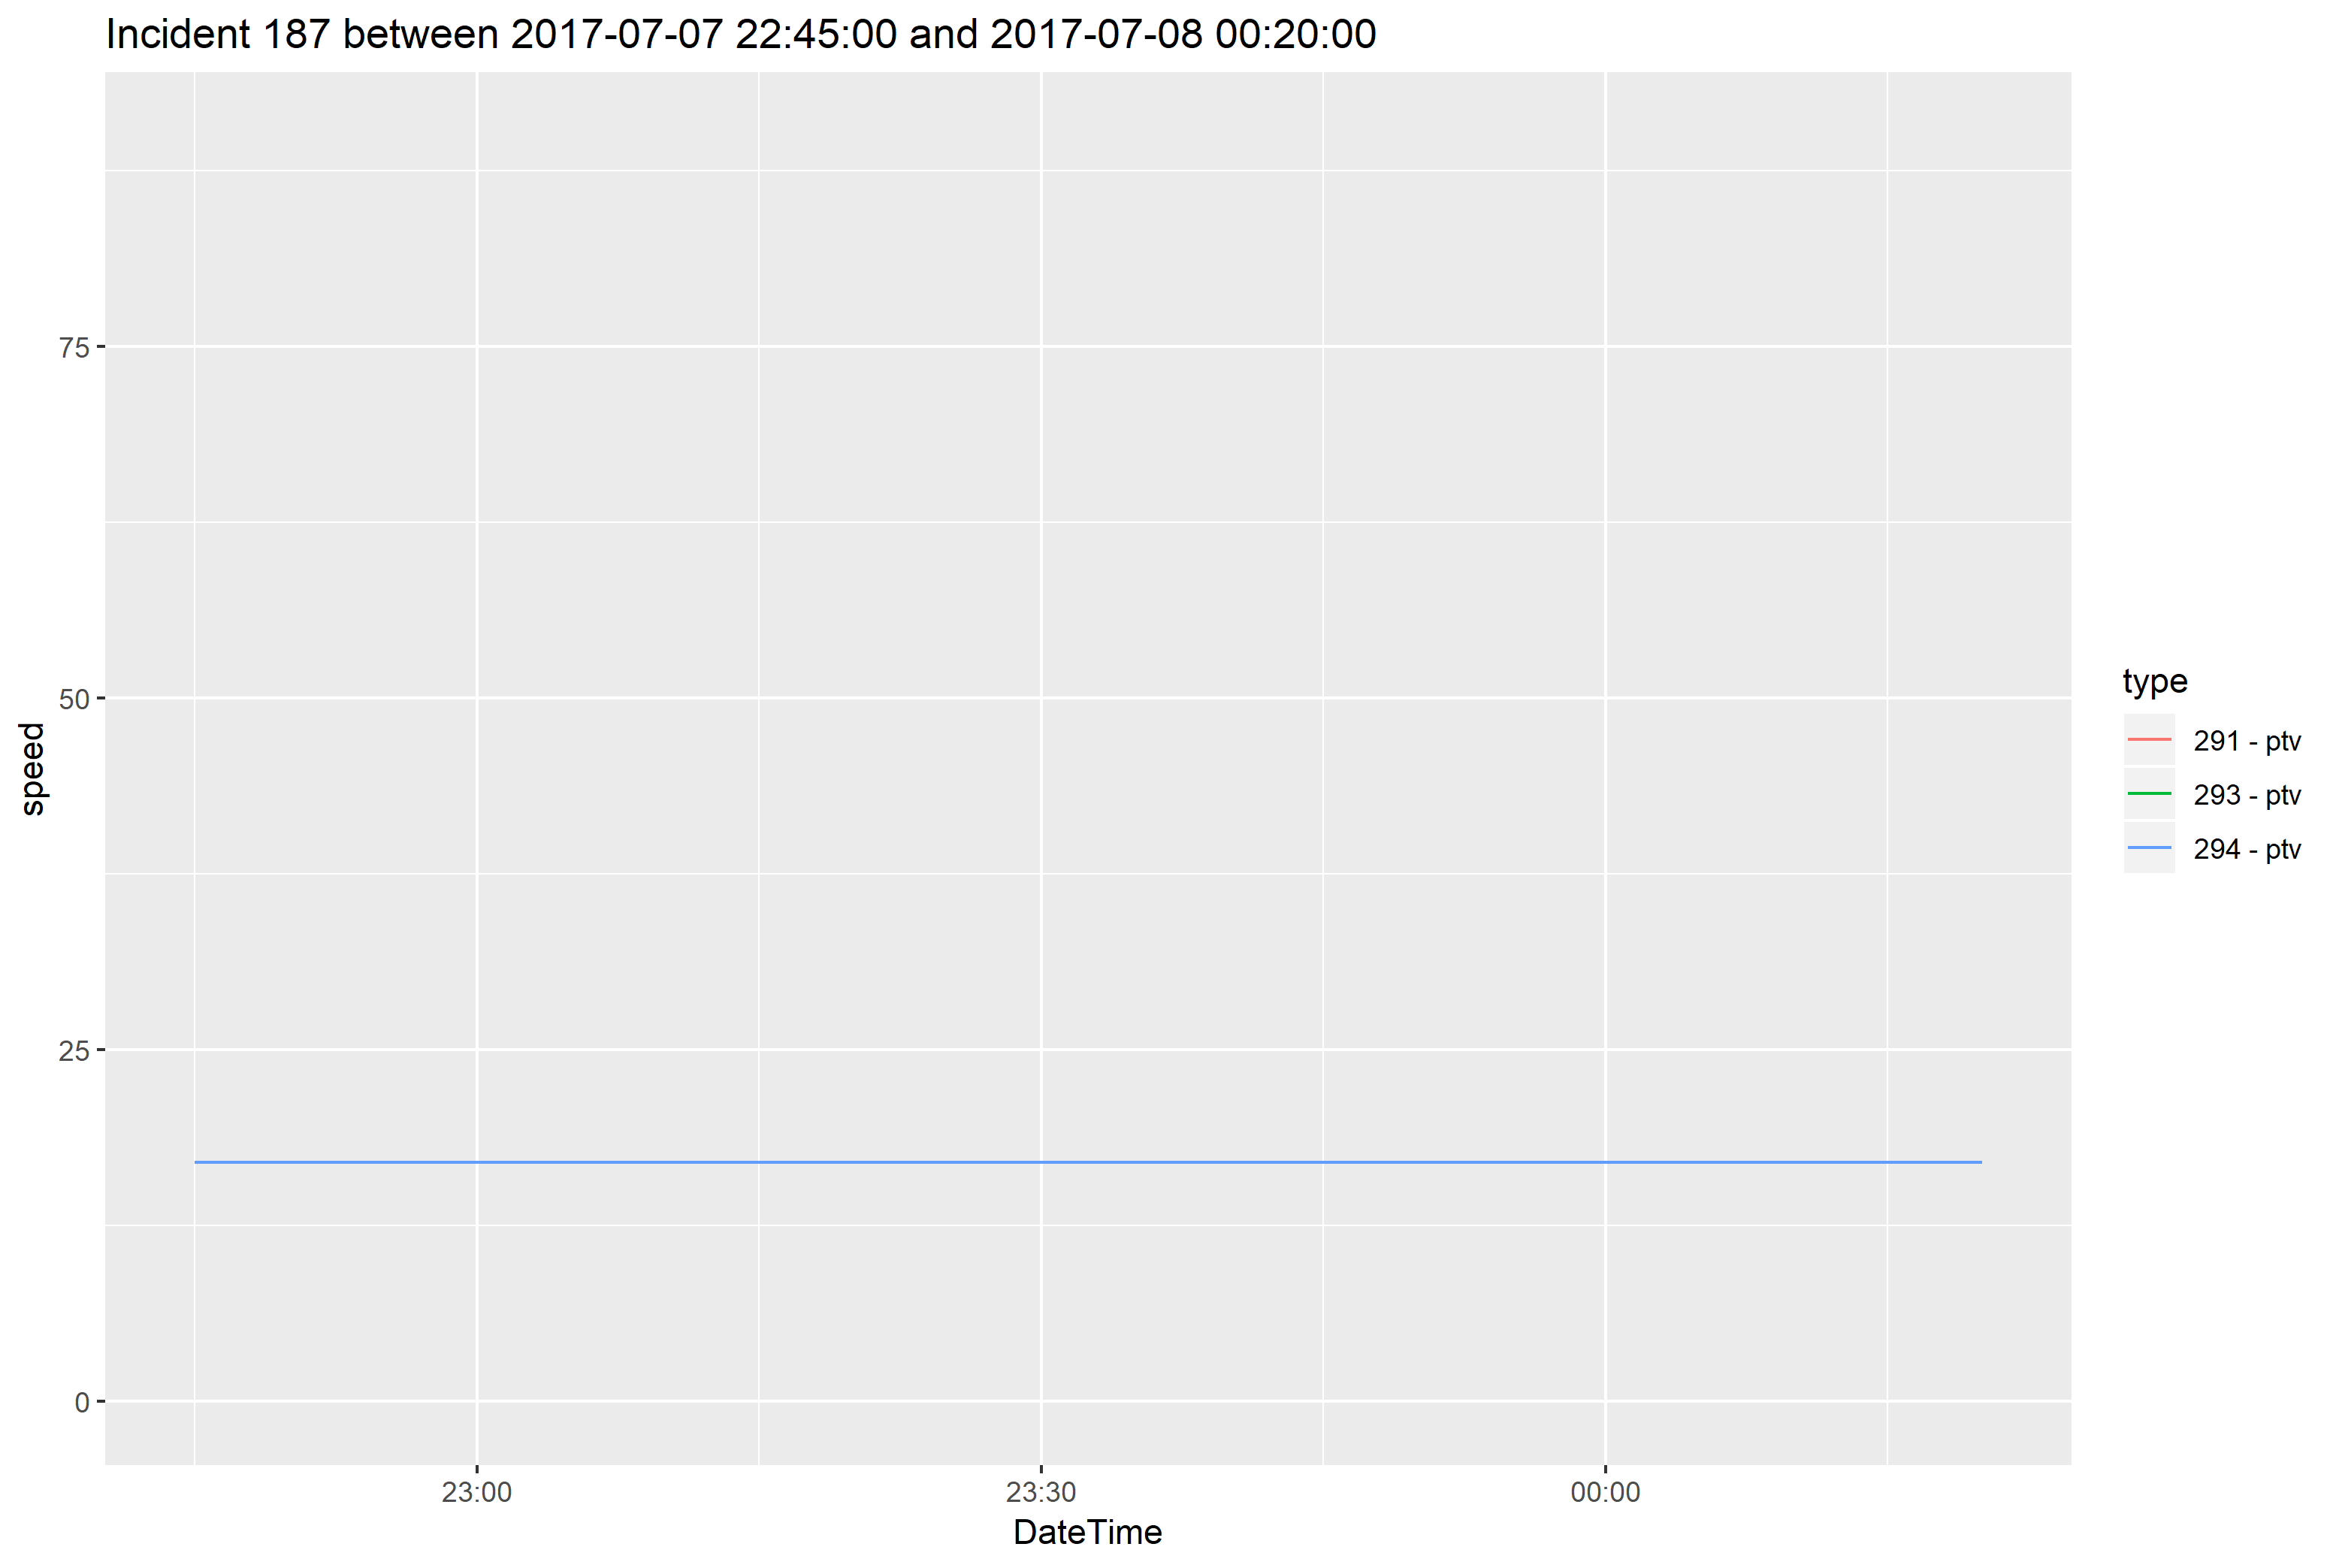 Incident 187 between 2017-07-07 22:45:00 and 2017-07-08 00:20:00
75
50
25
0
speed
23:00
23:30
00:00
DateTime
type
291 - ptv
293 - ptv
294 - ptv